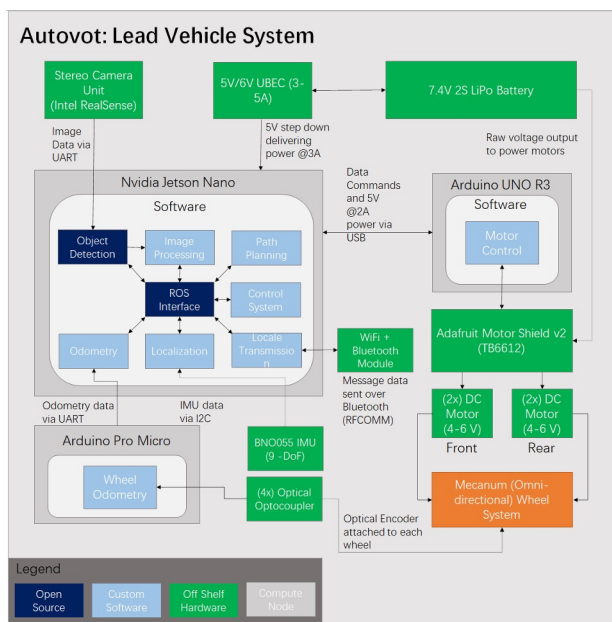 Autovot: Lead Vehicle System
Stereo Camera
Unit
(Intel RealSense)
5V/6V UBEC (3-
5A)
7.4V 2S LiPo Battery
Image
Data via
UART
5V step down
delivering
power @3A
Raw voltage output
to power motors
Data
Commands
and 5V
@2A
power via
USB
Nvidia Jetson Nano
Software
Object
Detection
Image
Processing
Path
Planning
ROS
Interface
Control
System
Odometry
Localization
Locale
Transmissio
n
Arduino UNO R3
Software
Motor
Control
WiFi +
Bluetooth
Module
Message data
sent over
Bluetooth
(RFCOMM)
Adafruit Motor Shield v2
(TB6612)
(2x) DC
Motor
(4-6 V)
Front
(2x) DC
Motor
(4-6 V)
Rear
Odometry data
via UART
IMU data
via I2C
Arduino Pro Micro
Wheel
Odometry
BNO055 IMU
(9 -DoF)
(4x) Optical
Optocoupler
Optical Encoder
attached to each
wheel
Mecanum (Omni-
directional) Wheel
System
Legend
Open
Source
Custom
Software
Off Shelf
Hardware
Compute
Node